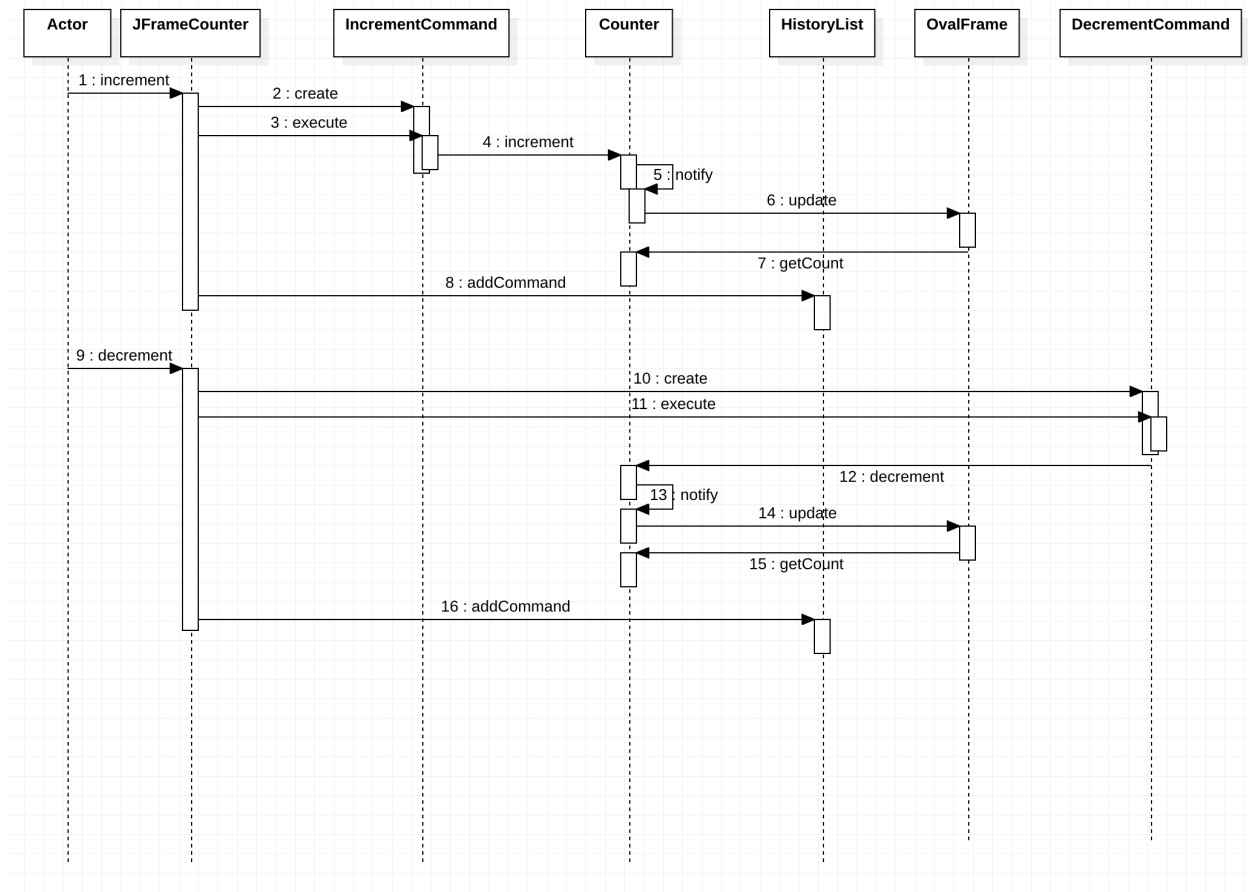 Actor
JFrameCounter
IncrementCommand
Counter
HistoryList
OvalFrame
DecrementCommand
1 : increment
2 : create
3 : execute
4 : increment
5 : notify
6 : update
7 : getCount
8 : addCommand
9 : decrement
10 : create
11 : execute
12 : decrement
13 : notify
14 : update
15 : getCount
16 : addCommand